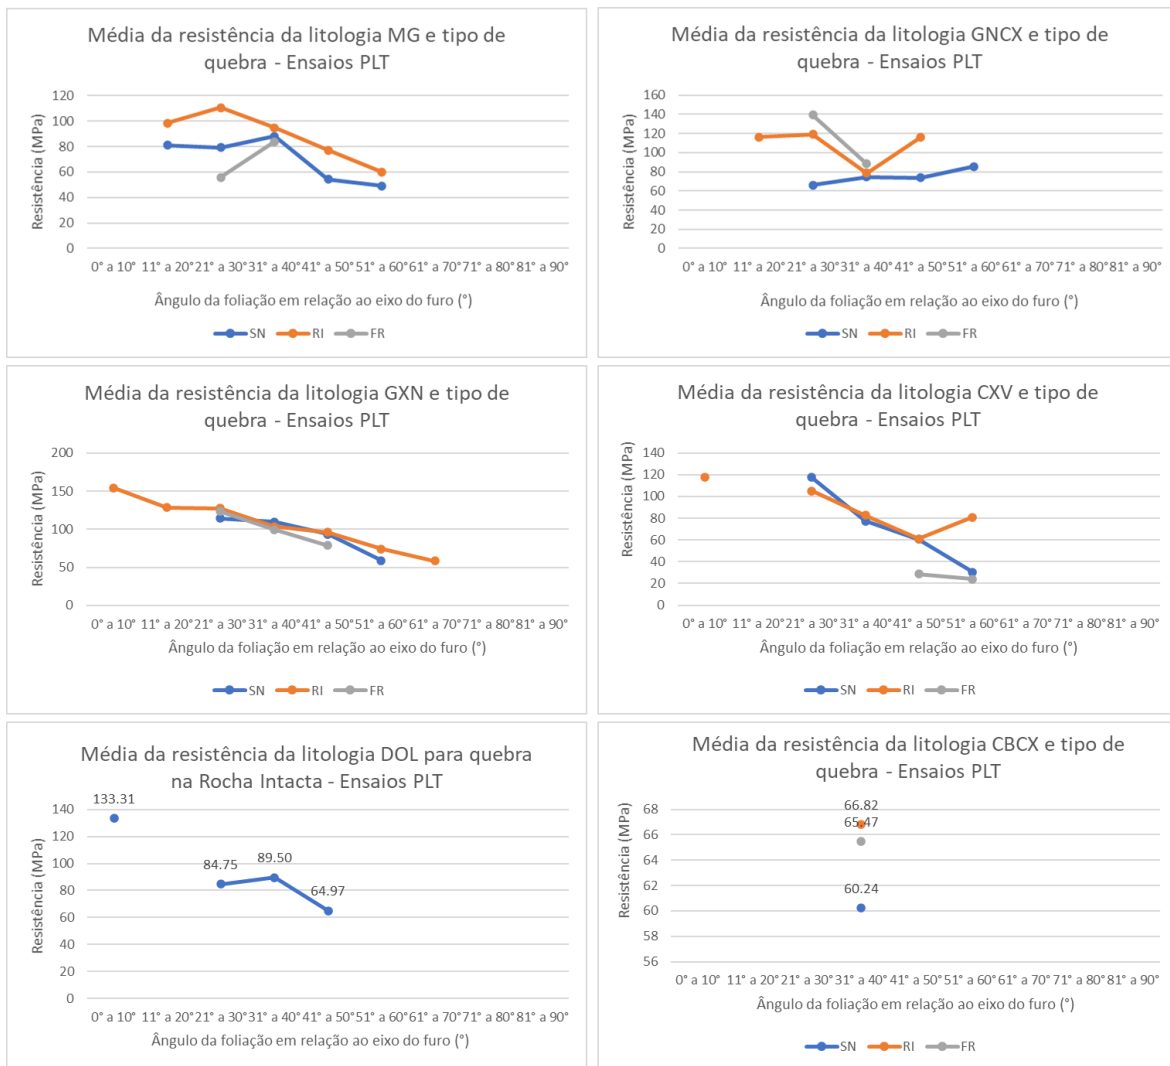 Média da resistência da litologia MG e tipo de
quebra - Ensaios PLT
Resistência (MPa)
120
100
80
60
40
20
0
0° a 10° 11° a 20° 21° a 30° 31° a 40° 41° a 50° 51° a 60° 61° a 70° 71° a 80° 81° a 90°
Ângulo da foliação em relação ao eixo do furo (°)
SN RI FR
Média da resistência da litologia GNCX e tipo de
quebra - Ensaios PLT
Resistência (MPa)
160
140
120
100
80
60
40
20
0
0° a 10° 11° a 20° 21° a 30° 31° a 40° 41° a 50° 51° a 60° 61° a 70° 71° a 80° 81° a 90°
Ângulo da foliação em relação ao eixo do furo (°)
SN RI FR
Média da resistência da litologia GXN e tipo de
quebra - Ensaios PLT
Resistência (MPa)
200
150
100
50
0
0° a 10° 11° a 20° 21° a 30° 31° a 40° 41° a 50° 51° a 60° 61° a 70° 71° a 80° 81° a 90°
Ângulo da foliação em relação ao eixo do furo (°)
SN RI FR
Média da resistência da litologia CXV e tipo de
quebra - Ensaios PLT
Resistência (MPa)
140
120
100
80
60
40
20
0
0° a 10° 11° a 20° 21° a 30° 31° a 40° 41° a 50° 51° a 60° 61° a 70° 71° a 80° 81° a 90°
Ângulo da foliação em relação ao eixo do furo (°)
SN RI FR
Média da resistência da litologia DOL para quebra
na Rocha Intacta - Ensaios PLT
Resistência (MPa)
140
120
100
80
60
40
20
0
133.31
84.75
89.50
64.97
0° a 10° 11° a 20° 21° a 30° 31° a 40° 41° a 50° 51° a 60° 61° a 70° 71° a 80° 81° a 90°
Ângulo da foliação em relação ao eixo do furo (°)
Média da resistência da litologia CBCX e tipo de
quebra - Ensaios PLT
Resistência (MPa)
68
66
64
62
60
58
56
66.82
65.47
60.24
0° a 10° 11° a 20° 21° a 30° 31° a 40° 41° a 50° 51° a 60° 61° a 70° 71° a 80° 81° a 90°
Ângulo da foliação em relação ao eixo do furo (°)
SN RI FR